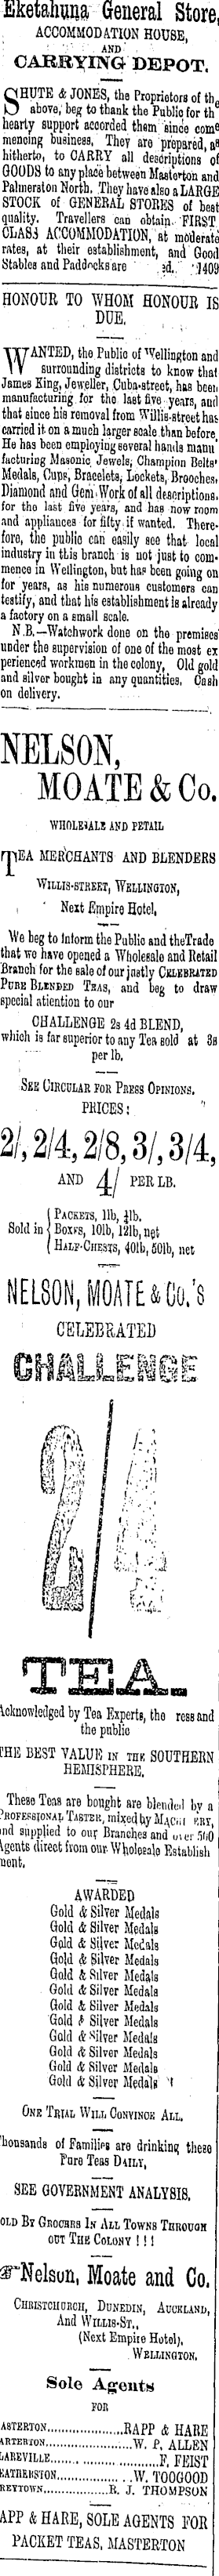 Eketahuna General Store,
ACCOMMODATION HOUSE,
AND
CARRYING DEPOT.
SHUTE & JONES, the Proprietors of the
above, beg to thank the Public for th
hearty support accorded them since com
mencing business, They are prepared, as
hitherto, to CARRY all descriptions of
GOODS to any place between Masterton and
Palmerston North. They have also a LARGE
STOCK of GENERAL STORES of best
quality. Travellers can obtain FIRST
CLASS ACCOMMODATION, at moderate
rates, at their establishment, and Good
Stables and Paddocks are ed. 1409
HONOUR TO WHOM HONOUR IS
DUE.
WANTED, the Public of Wellington and
surrounding districts to know that
James King, Jeweller, Cuba-street, has been
manufacturing for the last five years, and
that since his removal from Willis-street has
carried it on a much larger scale than before.
He has been employing several hands manu
facturing Masonic Jewels, Champion Belts'
Medals, Cups, Bracelets, Lockets, Brooches,
Diamond and Gem Work of all descriptions.
for the last five years, and has now room
and appliances for fifty if wanted. There-
fore, the public can easily see that local
industry in this branch is not just to com-
mence in Wellington, but has been going on
for years, as his numerous customers can
testify, and that his establishment is already
a factory on a small scale.
N.B.—Watchwork done on the premises
under the supervision of one of the most ex
perienced workmen in the colony, Old gold
and silver bought in any quantities, Cash
on delivery.
NELSON,
MOATE & Co.
WHOLESALE AND RETAIL
TEA MERCHANTS AND BLENDERS
WILLIS-STREET, WELLINGTON,
Next Empire Hotel,
We beg to inform the Public and the Trade
that we have opened a Wholesale and Retail
Branch for the sale of our justly CELEBRATED
PURE BLENDED TEAS, and beg to draw
special attention to our
CHALLENGE 2s 4d BLEND,
which is far superior to any Tea sold at 3s
per lb.
SEE CIRCULAR FOR PRESS OPINIONS.
PRICES:
2/, 2/4, 2/8, 3/, 3/4,
AND 4/ PER LB.
PACKETS, 1lb, ½lb.
Sold in BOXES, 10lb, 12lb, net
HALF-CHESTS, 40lb, 50lb, net
NELSON, MOATE & CO.'S
CELEBRATED
CHALLENGE
2/4
TEA.
Acknowledged by Tea Experts, the ress and
the public
THE BEST VALUE IN THE SOUTHERN
HEMISPHERE.
These Teas are bought are blended by a
PROFESSIONAL TASTER, mixed by MACHI ERY,
and supplied to our Branches and over 500
Agents direct from our Wholesale Establish
ment.
AWARDED
Gold & Silver Medals
Gold & Silver Medals
Gold & Silver Medals
Gold & Silver Medals
Gold & Silver Medals
Gold & Silver Medals
Gold & Silver Medals
Gold & Silver Medals
Gold & Silver Medals
Gold & Silver Medals
Gold & Silver Medals
Gold & Silver Medals
ONE TRIAL WILL CONVINCE ALL.
housands of Families are drinking these
Pure Teas DAILY,
SEE GOVERNMENT ANALYSIS.
OLD BY GROCERS IN ALL TOWNS THROUGH
OUT THE COLONY ! ! !
☞Nelson, Moate and Co.
CHRISTCHURCH, DUNEDIN, AUCKLAND,
And WILLIS-ST.,
(Next Empire Hotel),
WELLINGTON.
Sole Agents
FOR
ASTERTON......................RAPP & HARE
ARTERTON ................W. P. ALLEN
LAREVILLE...... .................F. FEIST
EATHERSTON............. . .W. TOOGOOD
REYTOWN.................R. J. THOMPSON
APP & HARE, SOLE AGENTS FOR
PACKET TEAS, MASTERTON